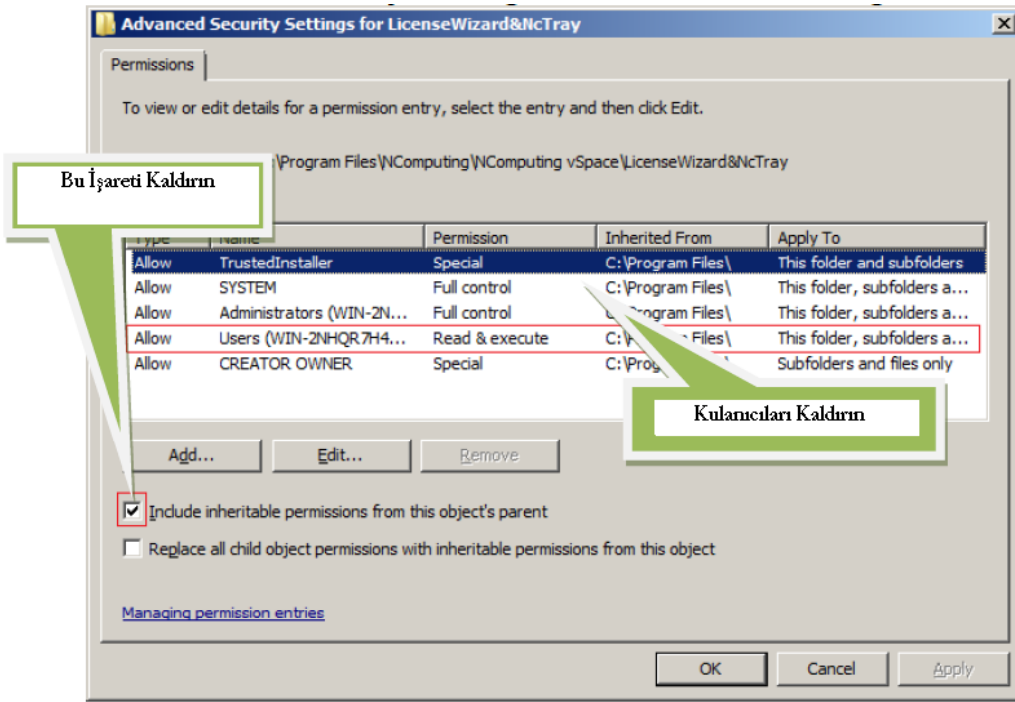 Advanced Security Settings for LicenseWizard&NcTray
Permissions
To view or edit details for a permission entry, select the entry and then click Edit.
\Program Files\NComputing\NComputing vSpace\LicenseWizard&NcTray
Bu İşareti Kaldırın
Type Name Permission Inherited From Apply To
Allow TrustedInstaller Special C:\Program Files\ This folder and subfolders
Allow SYSTEM Full control C:\Program Files\ This folder, subfolders a...
Allow Administrators (WIN-2N... Full control C:\Program Files\ This folder, subfolders a...
Allow Users (WIN-2NHQR7H4... Read & execute C:\ Files\ This folder, subfolders a...
Allow CREATOR OWNER Special C:\Prog Subfolders and files only
Kulanıcıları Kaldırın
Add... Edit... Remove
Include inheritable permissions from this object's parent
Replace all child object permissions with inheritable permissions from this object
Managing permission entries
OK Cancel Apply